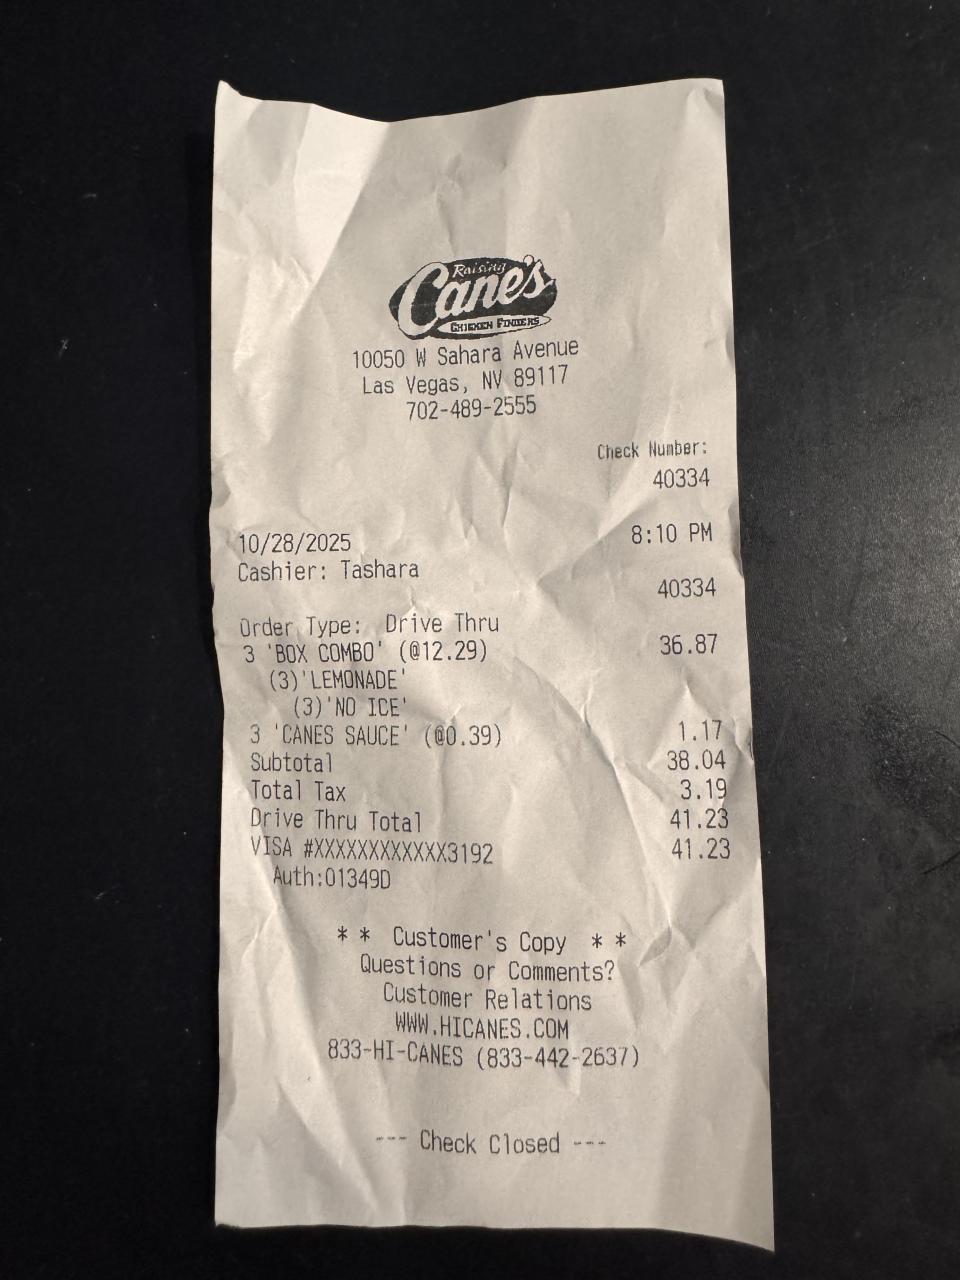 Raising
Cane's
CHICKEN FINGERS
10050 W Sahara Avenue
Las Vegas, NV 89117
702-489-2555
Check Number:
40334
10/28/2025 8:10 PM
Cashier: Tashara
40334
Order Type: Drive Thru
3 'BOX COMBO' (@12.29) 36.87
(3)'LEMONADE'
(3)'NO ICE'
3 'CANES SAUCE' (@0.39) 1.17
Subtotal 38.04
Total Tax 3.19
Drive Thru Total 41.23
VISA #XXXXXXXXXXXX3192 41.23
Auth:01349D
* * Customer's Copy * *
Questions or Comments?
Customer Relations
WWW.HICANES.COM
833-HI-CANES (833-442-2637)
--- Check Closed ---